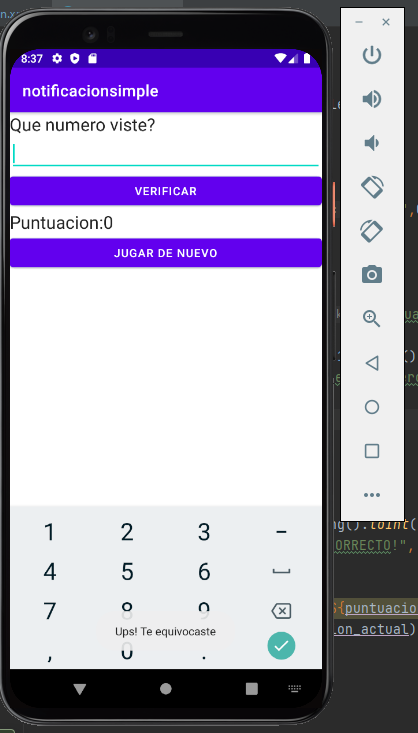 8:37
notificacionsimple
Que numero viste?
VERIFICAR
Puntuacion:0
JUGAR DE NUEVO
1 2 3 -
4 5 6
7 8 9
Ups! Te equivocaste
, 0 .
ng().toInt(
ORRECTO!",
${puntuacio
ion_actual)